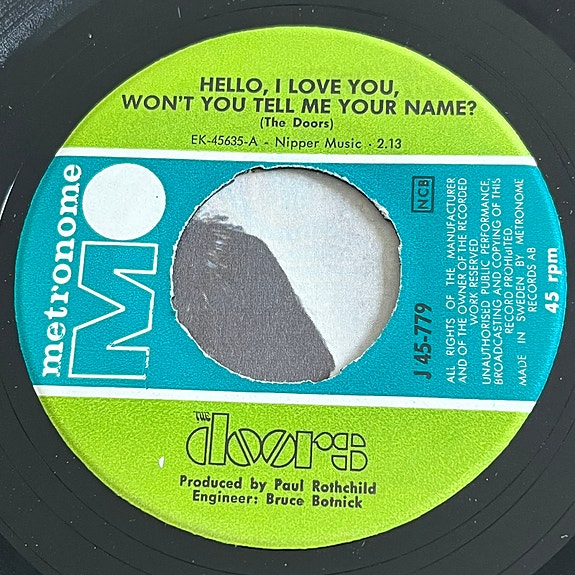 HELLO, I LOVE YOU,
WON'T YOU TELL ME YOUR NAME?
(The Doors)
EK-45635-A - Nipper Music · 2.13
metronome
M
NCB
J 45-779
ALL RIGHTS OF THE MANUFACTURER
AND OF THE OWNER OF THE RECORDED
WORK RESERVED
UNAUTHORISED PUBLIC PERFORMANCE,
BROADCASTING AND COPYING OF THIS
RECORD PROHIBITED
MADE IN SWEDEN BY METRONOME
RECORDS AB
45 rpm
THE
doors
Produced by Paul Rothchild
Engineer: Bruce Botnick